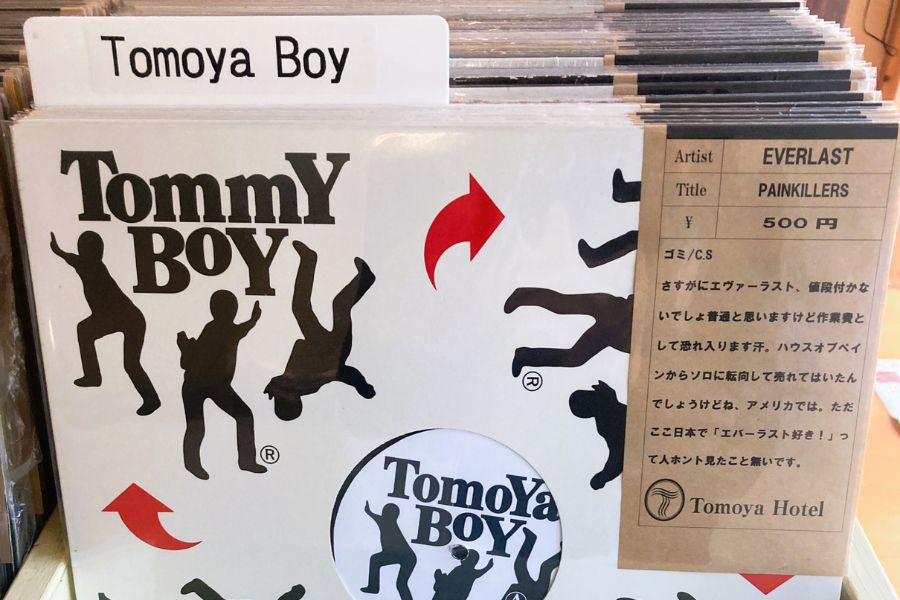 Tomoya Boy
TommY
BoY
®
®
TomoYa
BoY
A
Artist EVERLAST
Title PAINKILLERS
¥ 500 円
ゴミ/C.S
さすがにエヴァーラスト、値段付かな
いでしょ普通と思いますけど作業費と
して恐れ入ります汗。ハウスオブペイ
ンからソロに転向して売れてはいたん
でしょうけどね、アメリカでは。ただ
ここ日本で「エバーラスト好き！」っ
て人ホント見たこと無いです。
Tomoya Hotel